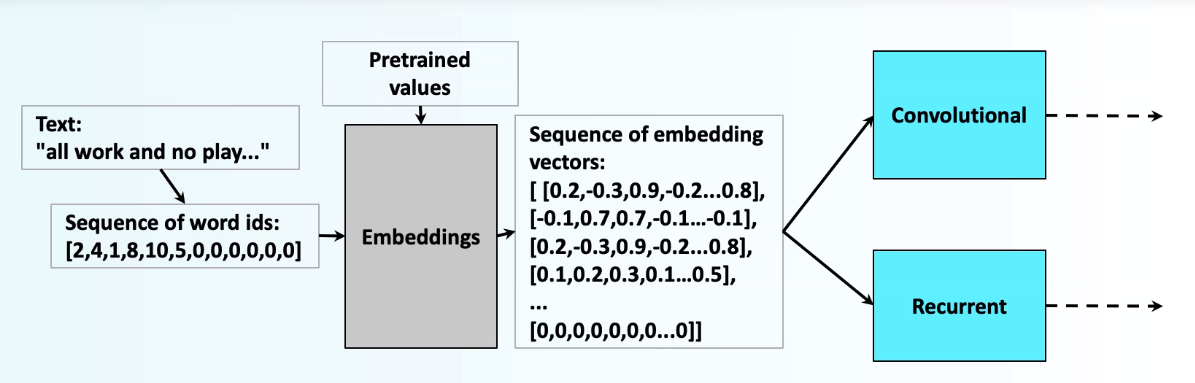 Pretrained
values
Text:
"all work and no play..."
Sequence of word ids:
[2,4,1,8,10,5,0,0,0,0,0,0]
Embeddings
Sequence of embedding
vectors:
[ [0.2,-0.3,0.9,-0.2...0.8],
[-0.1,0.7,0.7,-0.1...-0.1],
[0.2,-0.3,0.9,-0.2...0.8],
[0.1,0.2,0.3,0.1...0.5],
...
[0,0,0,0,0,0,0...0]]
Convolutional
Recurrent